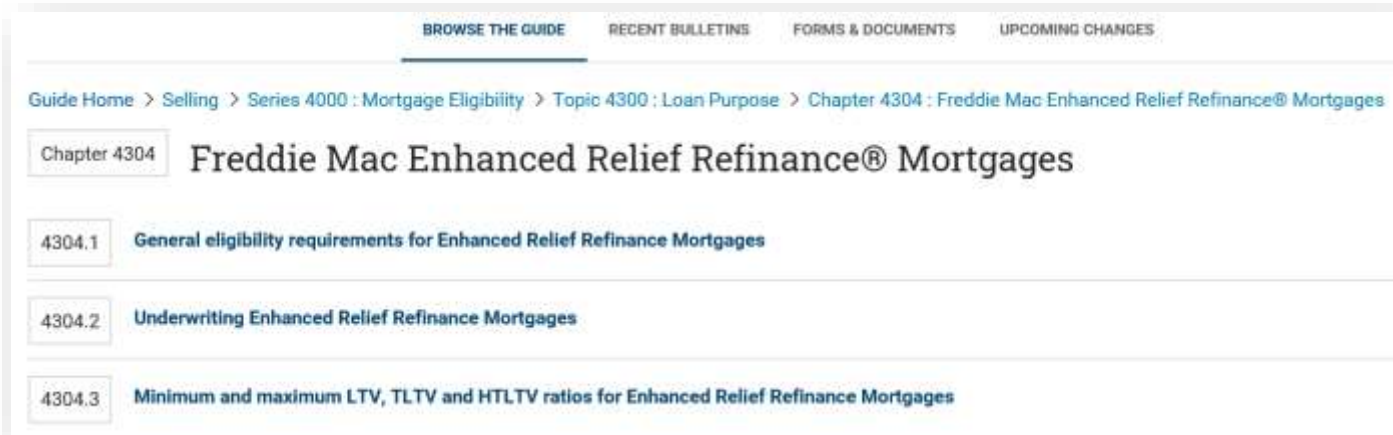 BROWSE THE GUIDE RECENT BULLETINS FORMS & DOCUMENTS UPCOMING CHANGES
Guide Home > Selling > Series 4000 : Mortgage Eligibility > Topic 4300 : Loan Purpose > Chapter 4304 : Freddie Mac Enhanced Relief Refinance® Mortgages
Chapter 4304 Freddie Mac Enhanced Relief Refinance® Mortgages
4304.1 General eligibility requirements for Enhanced Relief Refinance Mortgages
4304.2 Underwriting Enhanced Relief Refinance Mortgages
4304.3 Minimum and maximum LTV, TLTV and HTLTV ratios for Enhanced Relief Refinance Mortgages